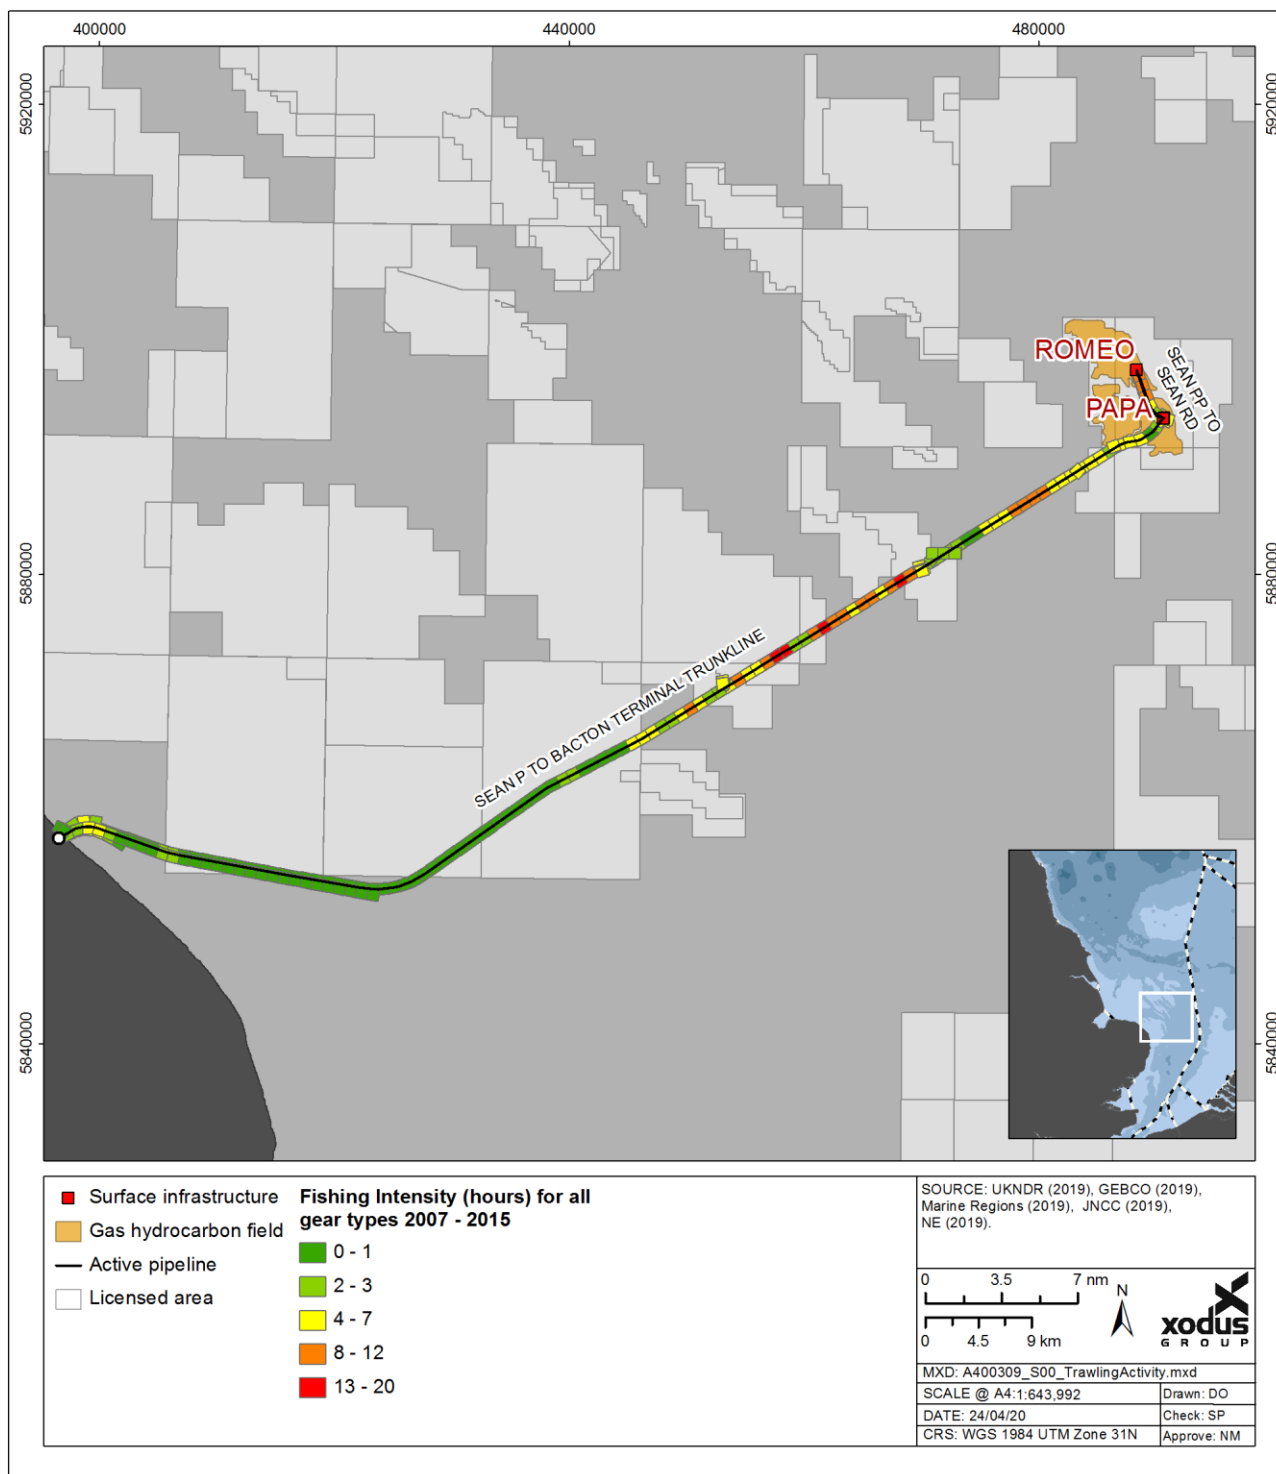 400000
440000
480000
5920000
5920000
ROMEO
PAPA
SEAN PP TO
SEAN RD
5880000
5880000
SEAN P TO BACTON TERMINAL TRUNKLINE
5840000
5840000
Surface infrastructure
Gas hydrocarbon field
Active pipeline
Licensed area
Fishing Intensity (hours) for all
gear types 2007 - 2015
0 - 1
2 - 3
4 - 7
8 - 12
13 - 20
SOURCE: UKNDR (2019), GEBCO (2019),
Marine Regions (2019), JNCC (2019),
NE (2019).
0 3.5 7 nm
0 4.5 9 km
N
xodus
GROUP
MXD: A400309_S00_TrawlingActivity.mxd
SCALE @ A4:1:643,992
Drawn: DO
DATE: 24/04/20
Check: SP
CRS: WGS 1984 UTM Zone 31N
Approve: NM